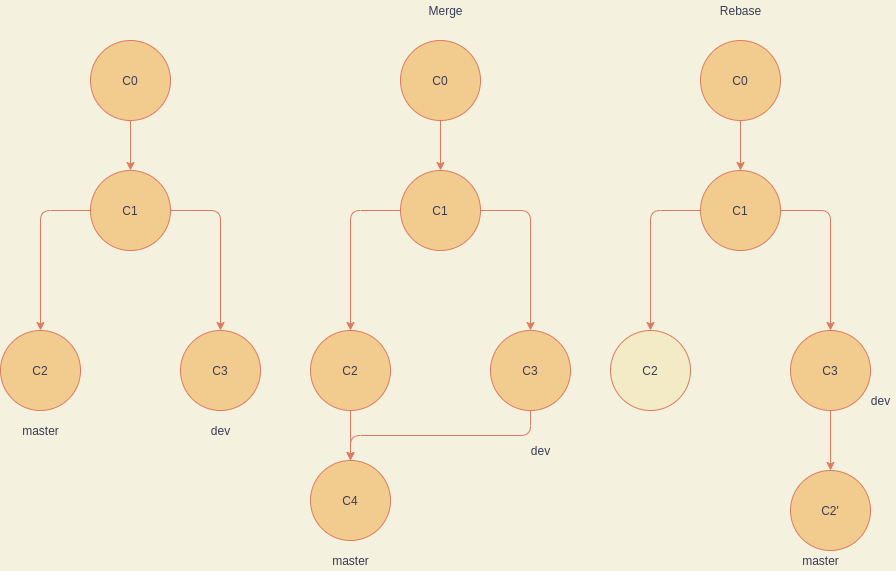 Merge
Rebase
C0
C0
C0
C1
C1
C1
C2
C3
C2
C3
C2
C3
dev
master
dev
dev
C4
C2'
master
master